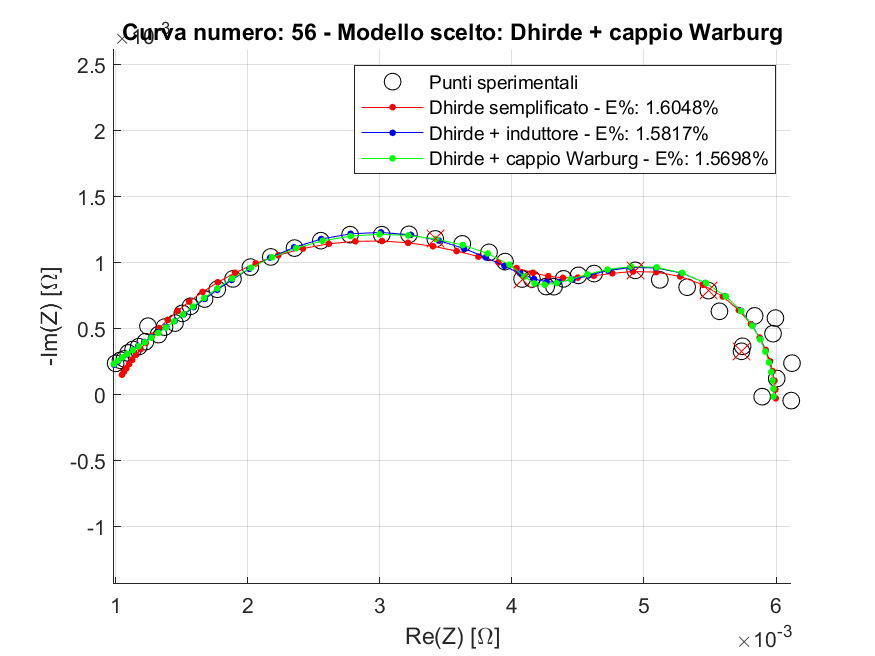 Curva numero: 56 - Modello scelto: Dhirde + cappio Warburg
×10⁻³
Punti sperimentali
Dhirde semplificato - E%: 1.6048%
Dhirde + induttore - E%: 1.5817%
Dhirde + cappio Warburg - E%: 1.5698%
2.5
2
1.5
1
0.5
0
-0.5
-1
-Im(Z) [Ω]
1 2 3 4 5 6
Re(Z) [Ω]
×10⁻³